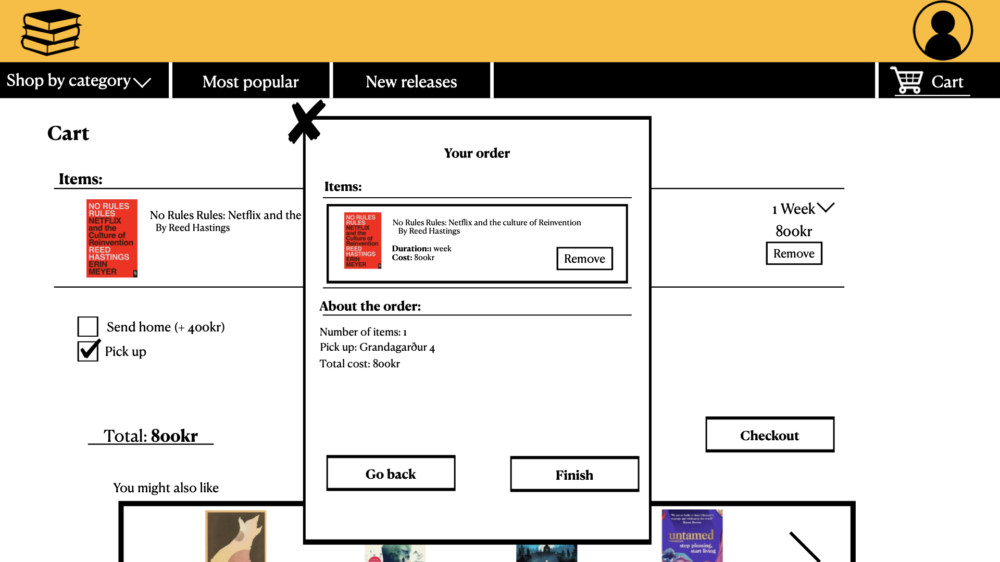 Shop by category
Most popular
New releases
Cart
Cart
Items:
NO RULES
RULES
NETFLIX
and the
Culture of
Reinvention
REED
HASTINGS
ERIN
MEYER
No Rules Rules: Netflix and the
By Reed Hastings
1 Week
800kr
Remove
Send home (+ 400kr)
Pick up
Total: 800kr
Checkout
You might also like
Your order
Items:
NO RULES
RULES
NETFLIX
and the
Culture of
Reinvention
REED
HASTINGS
ERIN
MEYER
No Rules Rules: Netflix and the culture of Reinvention
By Reed Hastings
Duration:1 week
Cost: 800kr
Remove
About the order:
Number of items: 1
Pick up: Grandagarður 4
Total cost: 800kr
Go back
Finish
untamed
stop pleasing,
start living